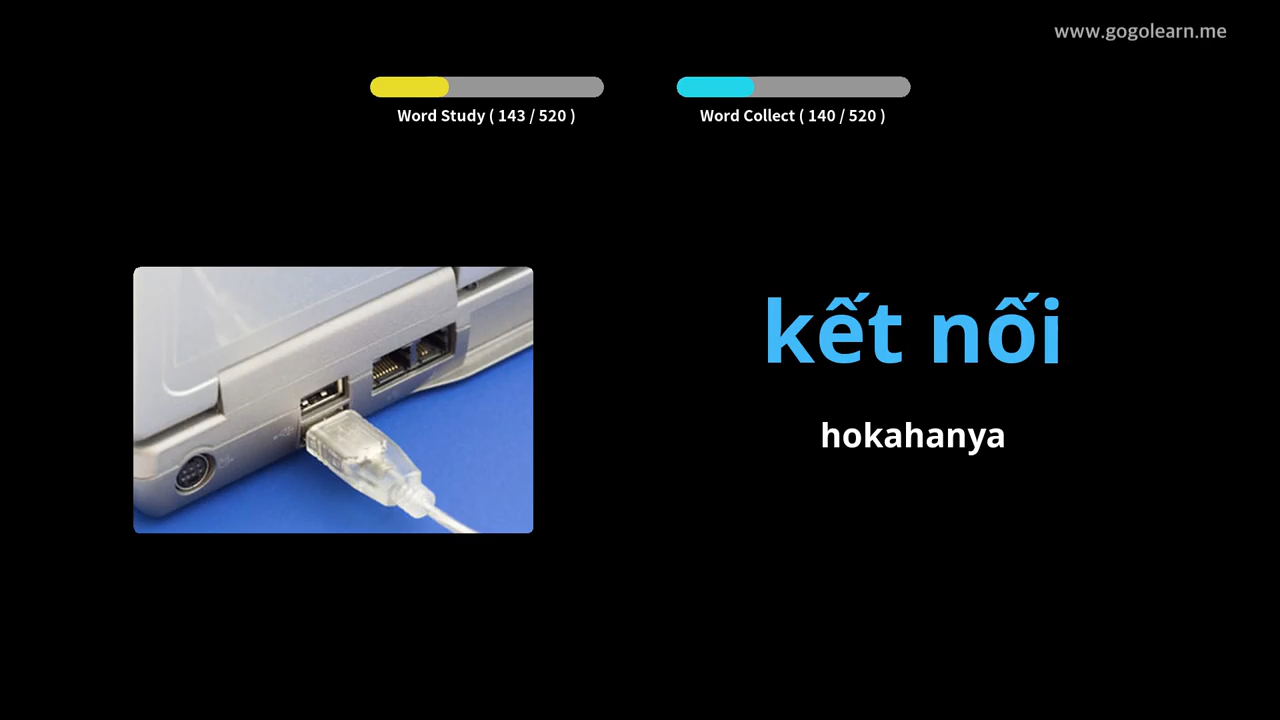 www.gogolearn.me
Word Study ( 143 / 520 )
Word Collect ( 140 / 520 )
kết nối
hokahanya